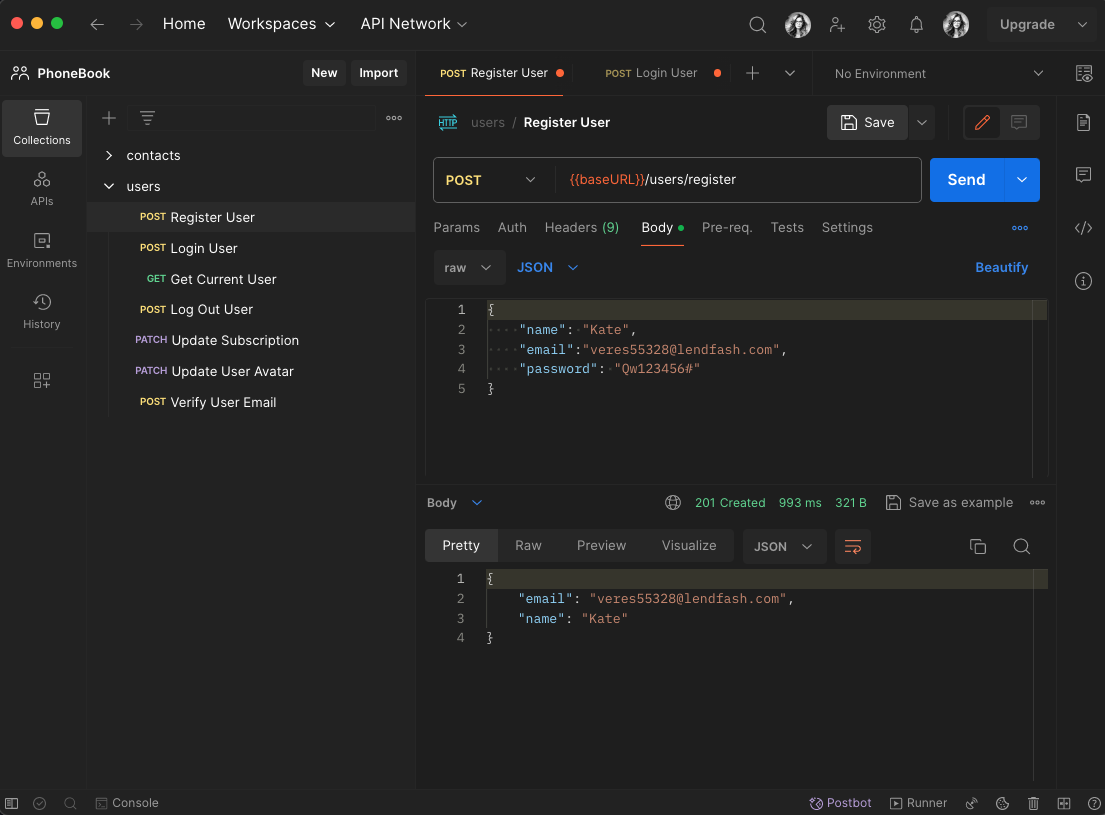 Home Workspaces API Network Upgrade
PhoneBook New Import
POST Register User POST Login User No Environment
Collections
APIs
Environments
History
contacts
users
POST Register User
POST Login User
GET Get Current User
POST Log Out User
PATCH Update Subscription
PATCH Update User Avatar
POST Verify User Email
HTTP users / Register User Save
POST {{baseURL}}/users/register Send
Params Auth Headers (9) Body Pre-req. Tests Settings
raw JSON Beautify
1 {
2 "name": "Kate",
3 "email":"veres55328@lendfash.com",
4 "password": "Qw123456#"
5 }
Body 201 Created 993 ms 321 B Save as example
Pretty Raw Preview Visualize JSON
1 {
2 "email": "veres55328@lendfash.com",
3 "name": "Kate"
4 }
Console Postbot Runner